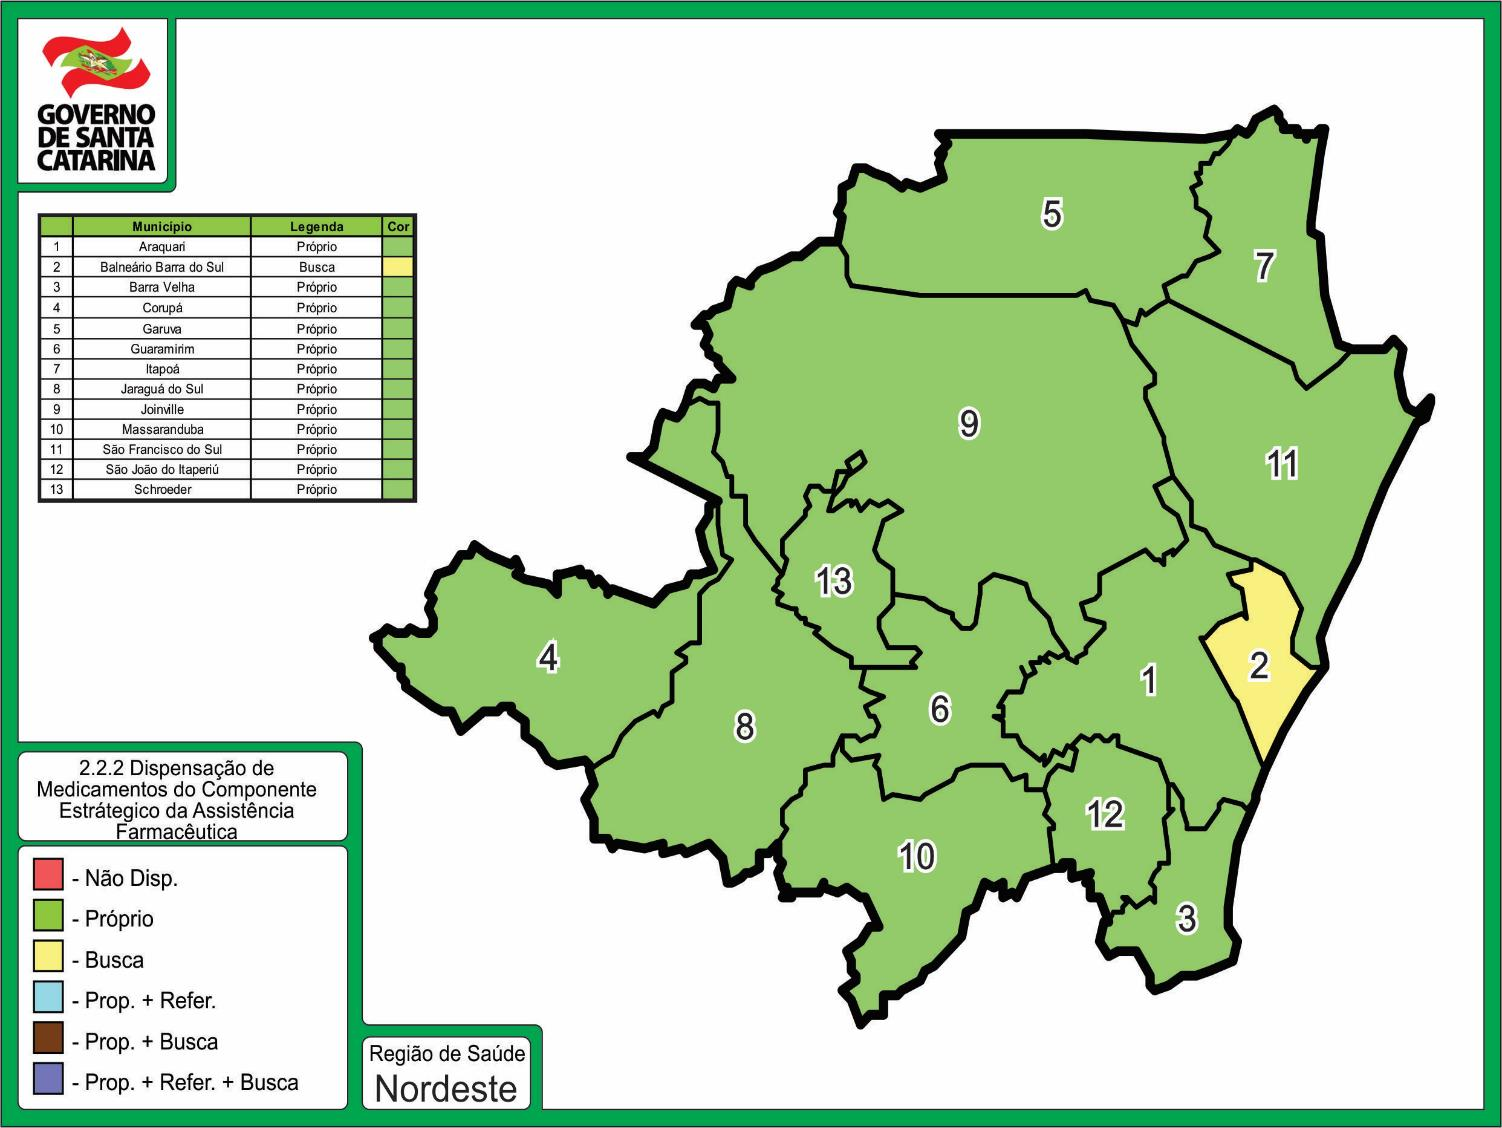 GOVERNO
DE SANTA
CATARINA
Município Legenda Cor
1 Araquari Próprio
2 Balneário Barra do Sul Busca
3 Barra Velha Próprio
4 Corupá Próprio
5 Garuva Próprio
6 Guaramirim Próprio
7 Itapoá Próprio
8 Jaraguá do Sul Próprio
9 Joinville Próprio
10 Massaranduba Próprio
11 São Francisco do Sul Próprio
12 São João do Itaperiú Próprio
13 Schroeder Próprio
5
7
9
11
13
4
2
1
8
6
12
10
3
2.2.2 Dispensação de
Medicamentos do Componente
Estrátegico da Assistência
Farmacêutica
- Não Disp.
- Próprio
- Busca
- Prop. + Refer.
- Prop. + Busca
- Prop. + Refer. + Busca
Região de Saúde
Nordeste